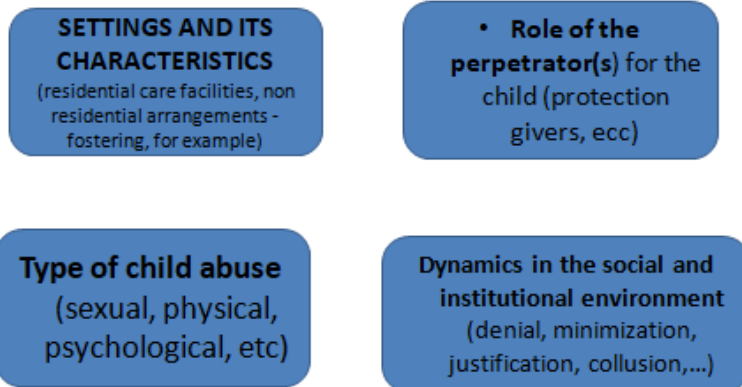 SETTINGS AND ITS
CHARACTERISTICS
(residential care facilities, non
residential arrangements -
fostering, for example)
• Role of the
perpetrator(s) for the
child (protection
givers, ecc)
Type of child abuse
(sexual, physical,
psychological, etc)
Dynamics in the social and
institutional environment
(denial, minimization,
justification, collusion,...)